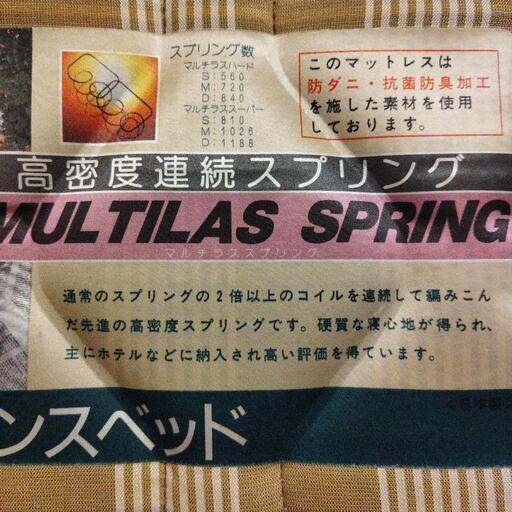 スプリング数
マルチラスハード
S:560
M:720
D:840
マルチラススーパー
S:810
M:1026
D:1188
このマットレスは
防ダニ・抗菌防臭加工
を施した素材を使用
しております。
高密度連続スプリング
MULTILAS SPRING
マルチラススプリング
通常のスプリングの2倍以上のコイルを連続して編みこん
だ先進の高密度スプリングです。硬質な寝心地が得られ、
主にホテルなどに納入され高い評価を得ています。
ンスベッド